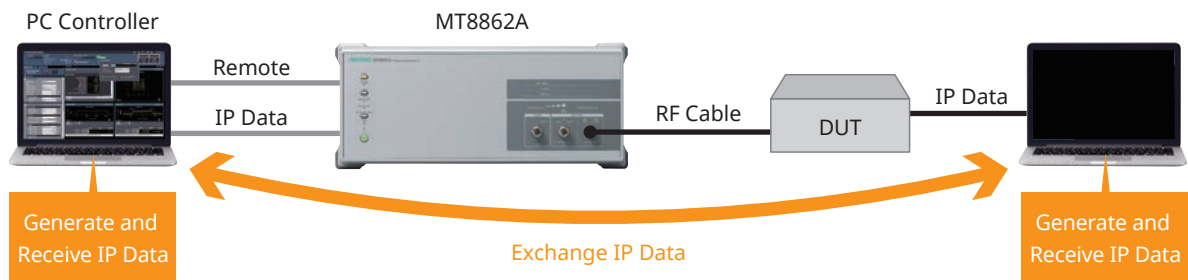 PC Controller
MT8862A
Remote
IP Data
RF Cable
DUT
IP Data
Generate and
Receive IP Data
Exchange IP Data
Generate and
Receive IP Data